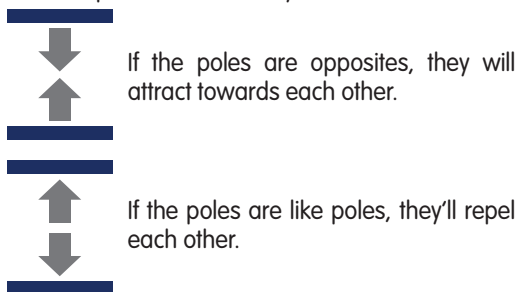 If the poles are opposites, they will
attract towards each other.
If the poles are like poles, they'll repel
each other.